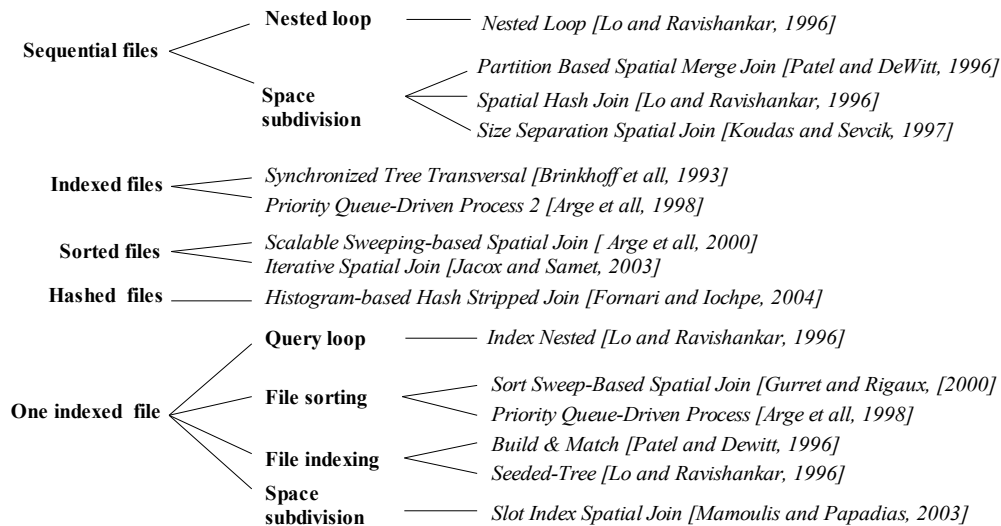 Nested loop
Nested Loop [Lo and Ravishankar, 1996]
Sequential files
Partition Based Spatial Merge Join [Patel and DeWitt, 1996]
Space
subdivision
Spatial Hash Join [Lo and Ravishankar, 1996]
Size Separation Spatial Join [Koudas and Sevcik, 1997]
Indexed files
Synchronized Tree Transversal [Brinkhoff et all, 1993]
Priority Queue-Driven Process 2 [Arge et all, 1998]
Sorted files
Scalable Sweeping-based Spatial Join [ Arge et all, 2000]
Iterative Spatial Join [Jacox and Samet, 2003]
Hashed files
Histogram-based Hash Stripped Join [Fornari and Iochpe, 2004]
Query loop
Index Nested [Lo and Ravishankar, 1996]
One indexed file
File sorting
Sort Sweep-Based Spatial Join [Gurret and Rigaux, [2000]
Priority Queue-Driven Process [Arge et all, 1998]
File indexing
Build & Match [Patel and Dewitt, 1996]
Seeded-Tree [Lo and Ravishankar, 1996]
Space
subdivision
Slot Index Spatial Join [Mamoulis and Papadias, 2003]